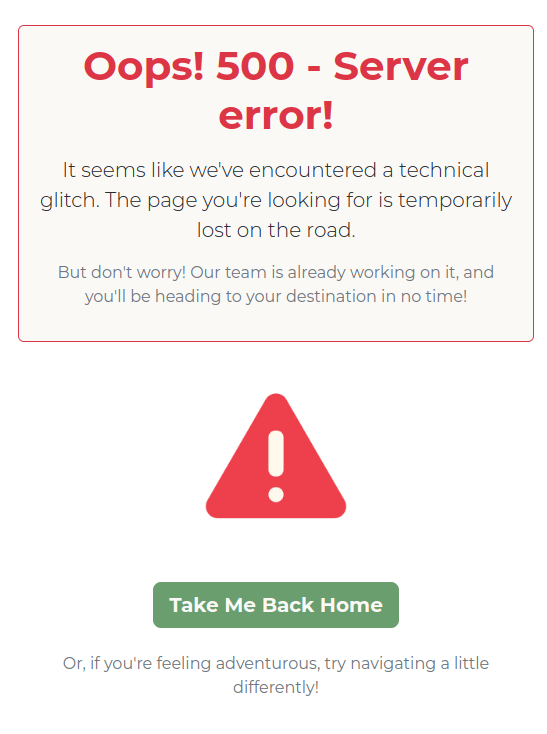 Oops! 500 - Server
error!
It seems like we've encountered a technical
glitch. The page you're looking for is temporarily
lost on the road.
But don't worry! Our team is already working on it, and
you'll be heading to your destination in no time!
Take Me Back Home
Or, if you're feeling adventurous, try navigating a little
differently!